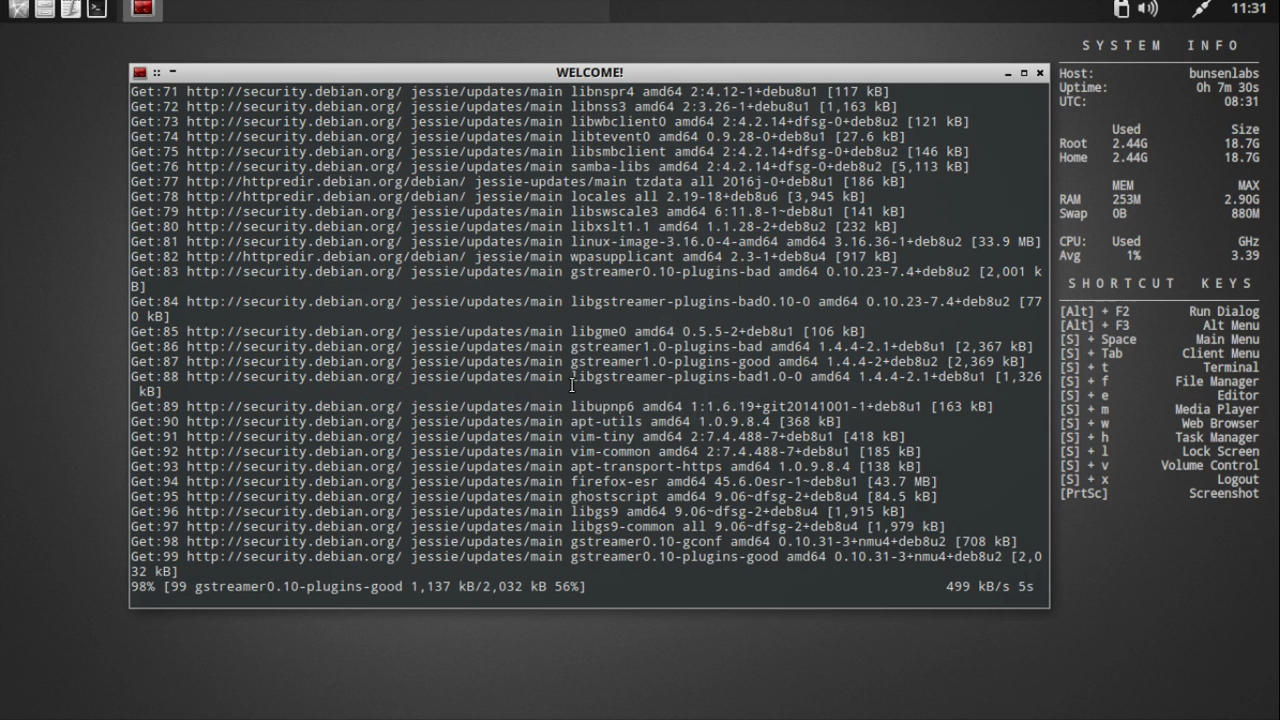 11:31
WELCOME!
Get:71 http://security.debian.org/ jessie/updates/main libnspr4 amd64 2:4.12-1+debu8u1 [117 kB]
Get:72 http://security.debian.org/ jessie/updates/main libnss3 amd64 2:3.26-1+debu8u1 [1,163 kB]
Get:73 http://security.debian.org/ jessie/updates/main libwbclient0 amd64 2:4.2.14+dfsg-0+deb8u2 [121 kB]
Get:74 http://security.debian.org/ jessie/updates/main libtevent0 amd64 0.9.28-0+deb8u1 [27.6 kB]
Get:75 http://security.debian.org/ jessie/updates/main libsmbclient amd64 2:4.2.14+dfsg-0+deb8u2 [146 kB]
Get:76 http://security.debian.org/ jessie/updates/main samba-libs amd64 2:4.2.14+dfsg-0+deb8u2 [5,113 kB]
Get:77 http://httpredir.debian.org/debian/ jessie-updates/main tzdata all 2016j-0+deb8u1 [186 kB]
Get:78 http://httpredir.debian.org/debian/ jessie/main locales all 2.19-18+deb8u6 [3,945 kB]
Get:79 http://security.debian.org/ jessie/updates/main libswscale3 amd64 6:11.8-1~deb8u1 [141 kB]
Get:80 http://security.debian.org/ jessie/updates/main libxslt1.1 amd64 1.1.28-2+deb8u2 [232 kB]
Get:81 http://security.debian.org/ jessie/updates/main linux-image-3.16.0-4-amd64 amd64 3.16.36-1+deb8u2 [33.9 MB]
Get:82 http://httpredir.debian.org/debian/ jessie/main wpasupplicant amd64 2.3-1+deb8u4 [917 kB]
Get:83 http://security.debian.org/ jessie/updates/main gstreamer0.10-plugins-bad amd64 0.10.23-7.4+deb8u2 [2,001 k
B]
Get:84 http://security.debian.org/ jessie/updates/main libgstreamer-plugins-bad0.10-0 amd64 0.10.23-7.4+deb8u2 [77
0 kB]
Get:85 http://security.debian.org/ jessie/updates/main libgme0 amd64 0.5.5-2+deb8u1 [106 kB]
Get:86 http://security.debian.org/ jessie/updates/main gstreamer1.0-plugins-bad amd64 1.4.4-2.1+deb8u1 [2,367 kB]
Get:87 http://security.debian.org/ jessie/updates/main gstreamer1.0-plugins-good amd64 1.4.4-2+deb8u2 [2,369 kB]
Get:88 http://security.debian.org/ jessie/updates/main libgstreamer-plugins-bad1.0-0 amd64 1.4.4-2.1+deb8u1 [1,326
kB]
Get:89 http://security.debian.org/ jessie/updates/main libupnp6 amd64 1:1.6.19+git20141001-1+deb8u1 [163 kB]
Get:90 http://security.debian.org/ jessie/updates/main apt-utils amd64 1.0.9.8.4 [368 kB]
Get:91 http://security.debian.org/ jessie/updates/main vim-tiny amd64 2:7.4.488-7+deb8u1 [418 kB]
Get:92 http://security.debian.org/ jessie/updates/main vim-common amd64 2:7.4.488-7+deb8u1 [185 kB]
Get:93 http://security.debian.org/ jessie/updates/main apt-transport-https amd64 1.0.9.8.4 [138 kB]
Get:94 http://security.debian.org/ jessie/updates/main firefox-esr amd64 45.6.0esr-1~deb8u1 [43.7 MB]
Get:95 http://security.debian.org/ jessie/updates/main ghostscript amd64 9.06~dfsg-2+deb8u4 [84.5 kB]
Get:96 http://security.debian.org/ jessie/updates/main libgs9 amd64 9.06~dfsg-2+deb8u4 [1,915 kB]
Get:97 http://security.debian.org/ jessie/updates/main libgs9-common all 9.06~dfsg-2+deb8u4 [1,979 kB]
Get:98 http://security.debian.org/ jessie/updates/main gstreamer0.10-gconf amd64 0.10.31-3+nmu4+deb8u2 [708 kB]
Get:99 http://security.debian.org/ jessie/updates/main gstreamer0.10-plugins-good amd64 0.10.31-3+nmu4+deb8u2 [2,0
32 kB]
98% [99 gstreamer0.10-plugins-good 1,137 kB/2,032 kB 56%] 499 kB/s 5s
SYSTEM INFO
Host: bunsenlabs
Uptime: 0h 7m 30s
UTC: 08:31
Used Size
Root 2.44G 18.7G
Home 2.44G 18.7G
MEM MAX
RAM 253M 2.90G
Swap 0B 880M
CPU: Used GHz
Avg 1% 3.39
SHORTCUT KEYS
[Alt] + F2 Run Dialog
[Alt] + F3 Alt Menu
[S] + Space Main Menu
[S] + Tab Client Menu
[S] + t Terminal
[S] + f File Manager
[S] + e Editor
[S] + m Media Player
[S] + w Web Browser
[S] + h Task Manager
[S] + l Lock Screen
[S] + v Volume Control
[S] + x Logout
[PrtSc] Screenshot